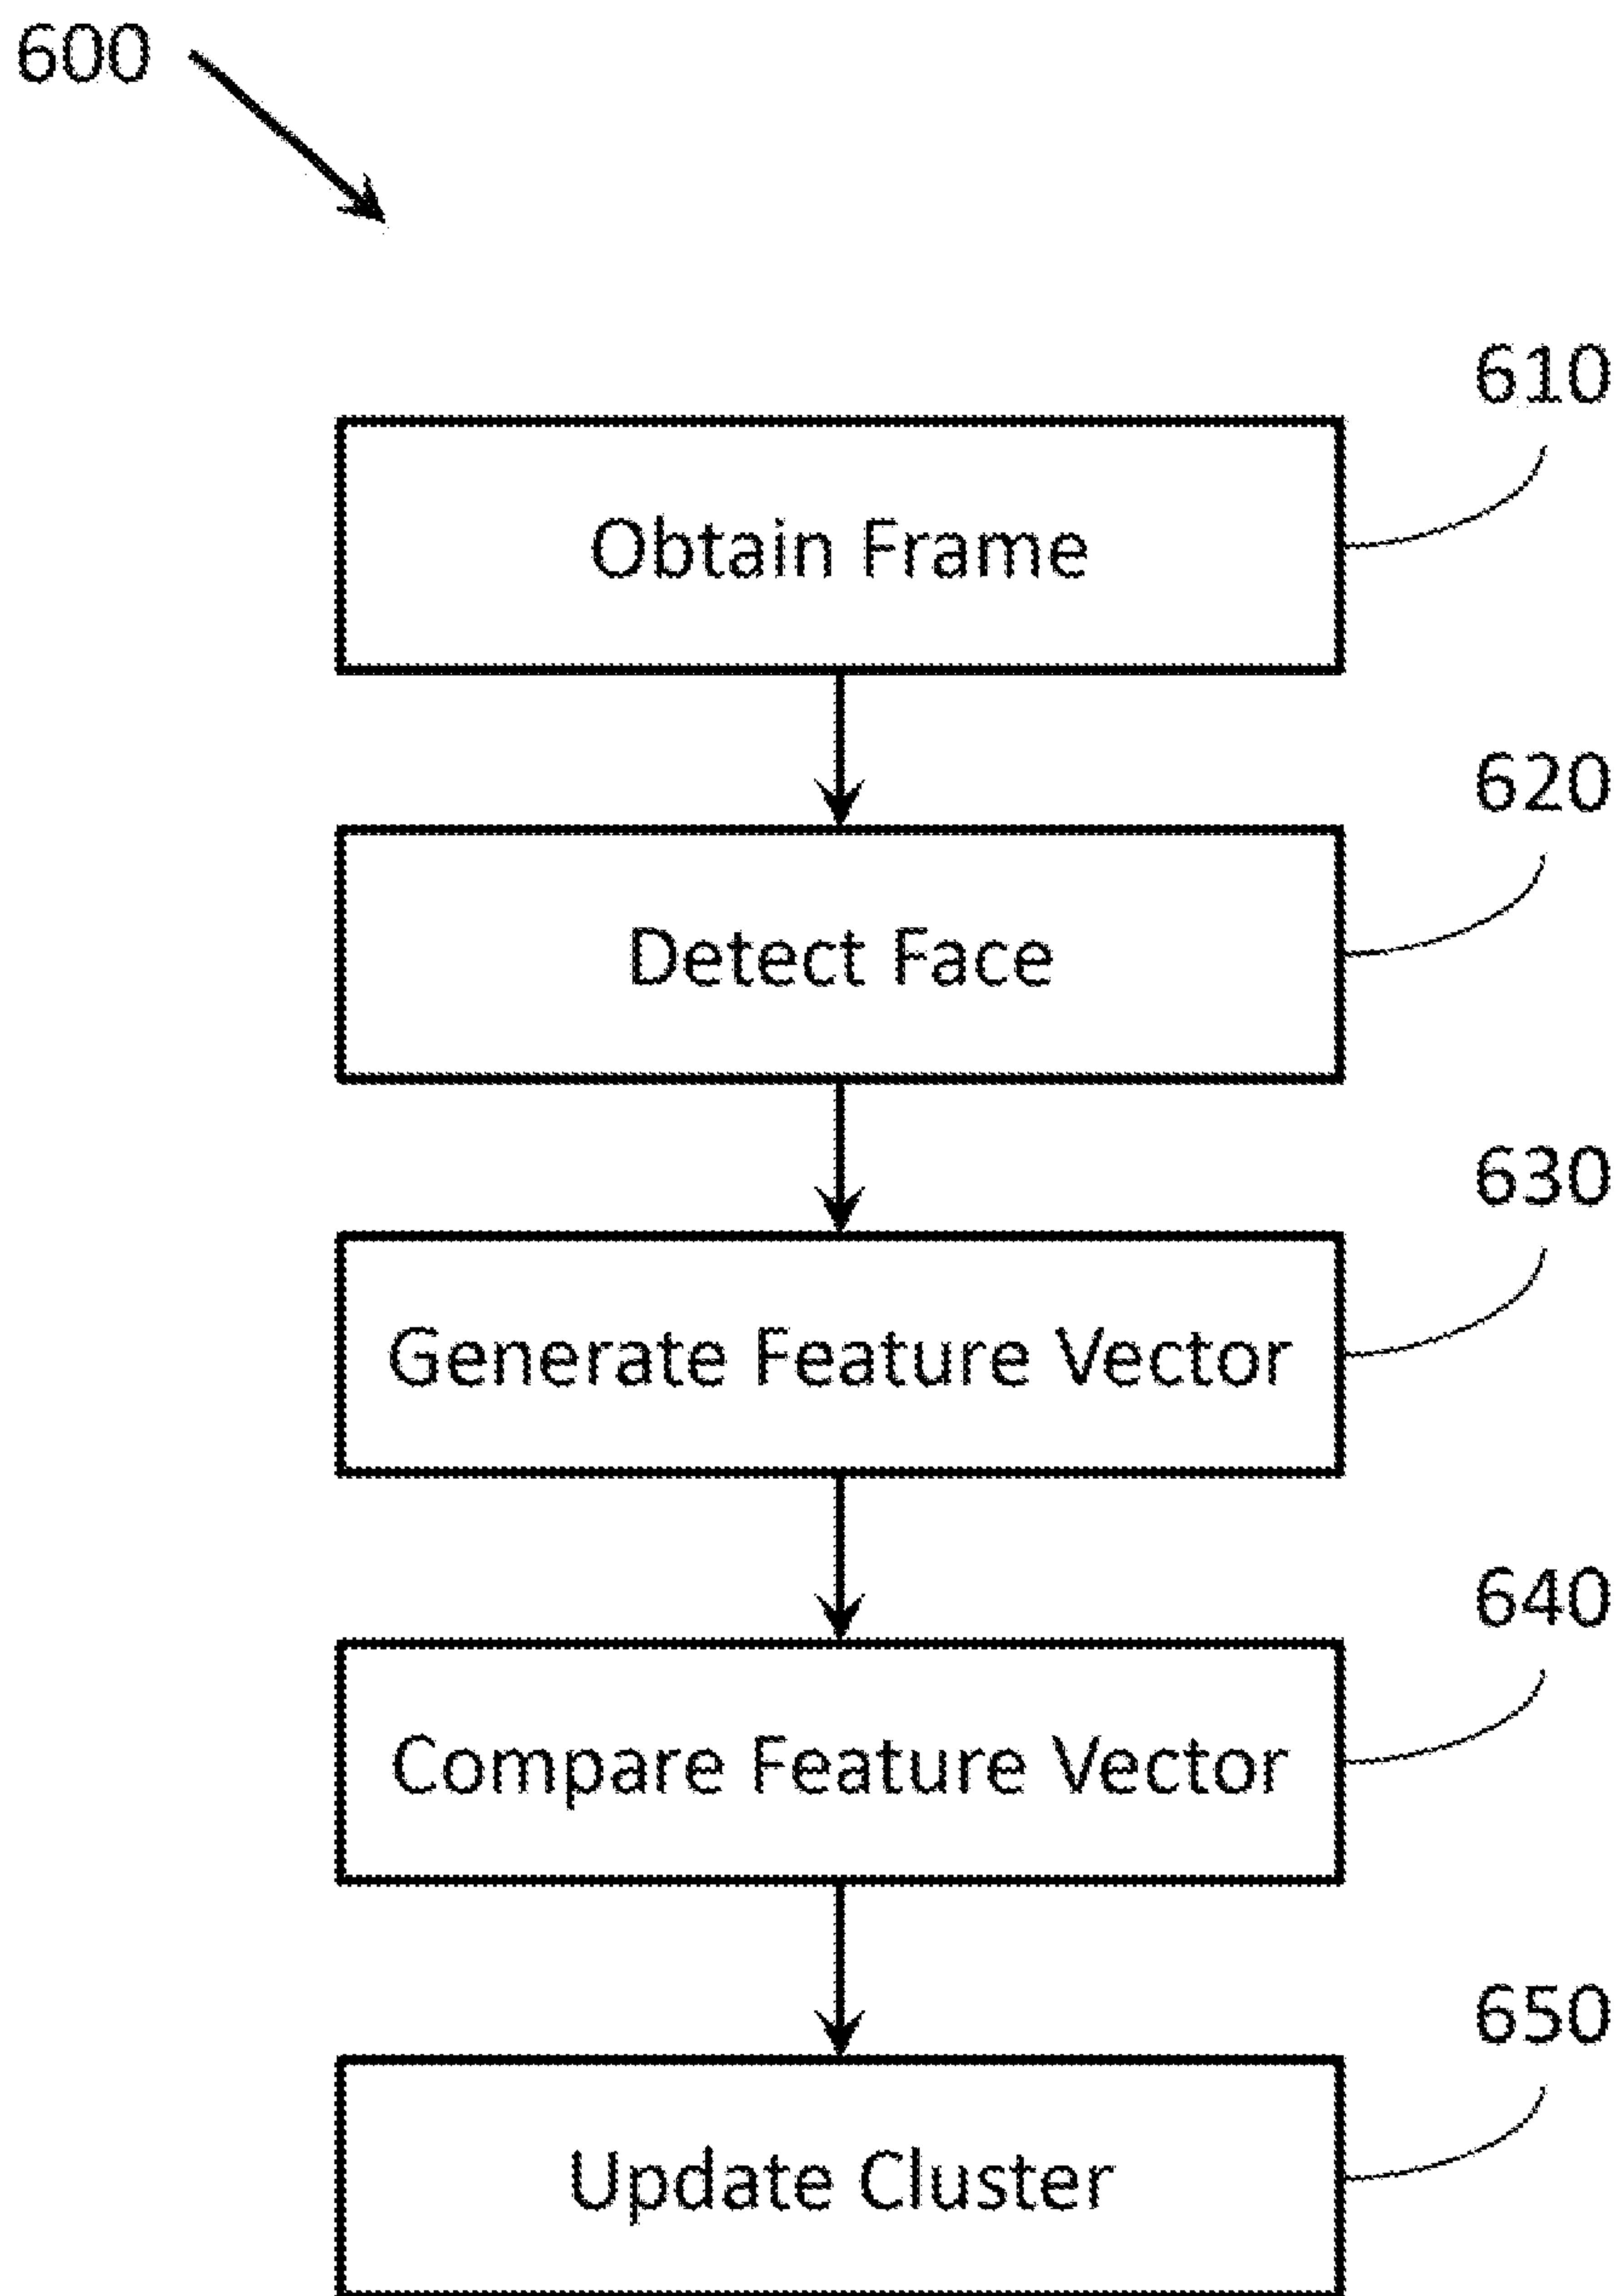 600
610
Obtain Frame
620
Detect Face
630
Generate Feature Vector
640
Compare Feature Vector
650
Update Cluster